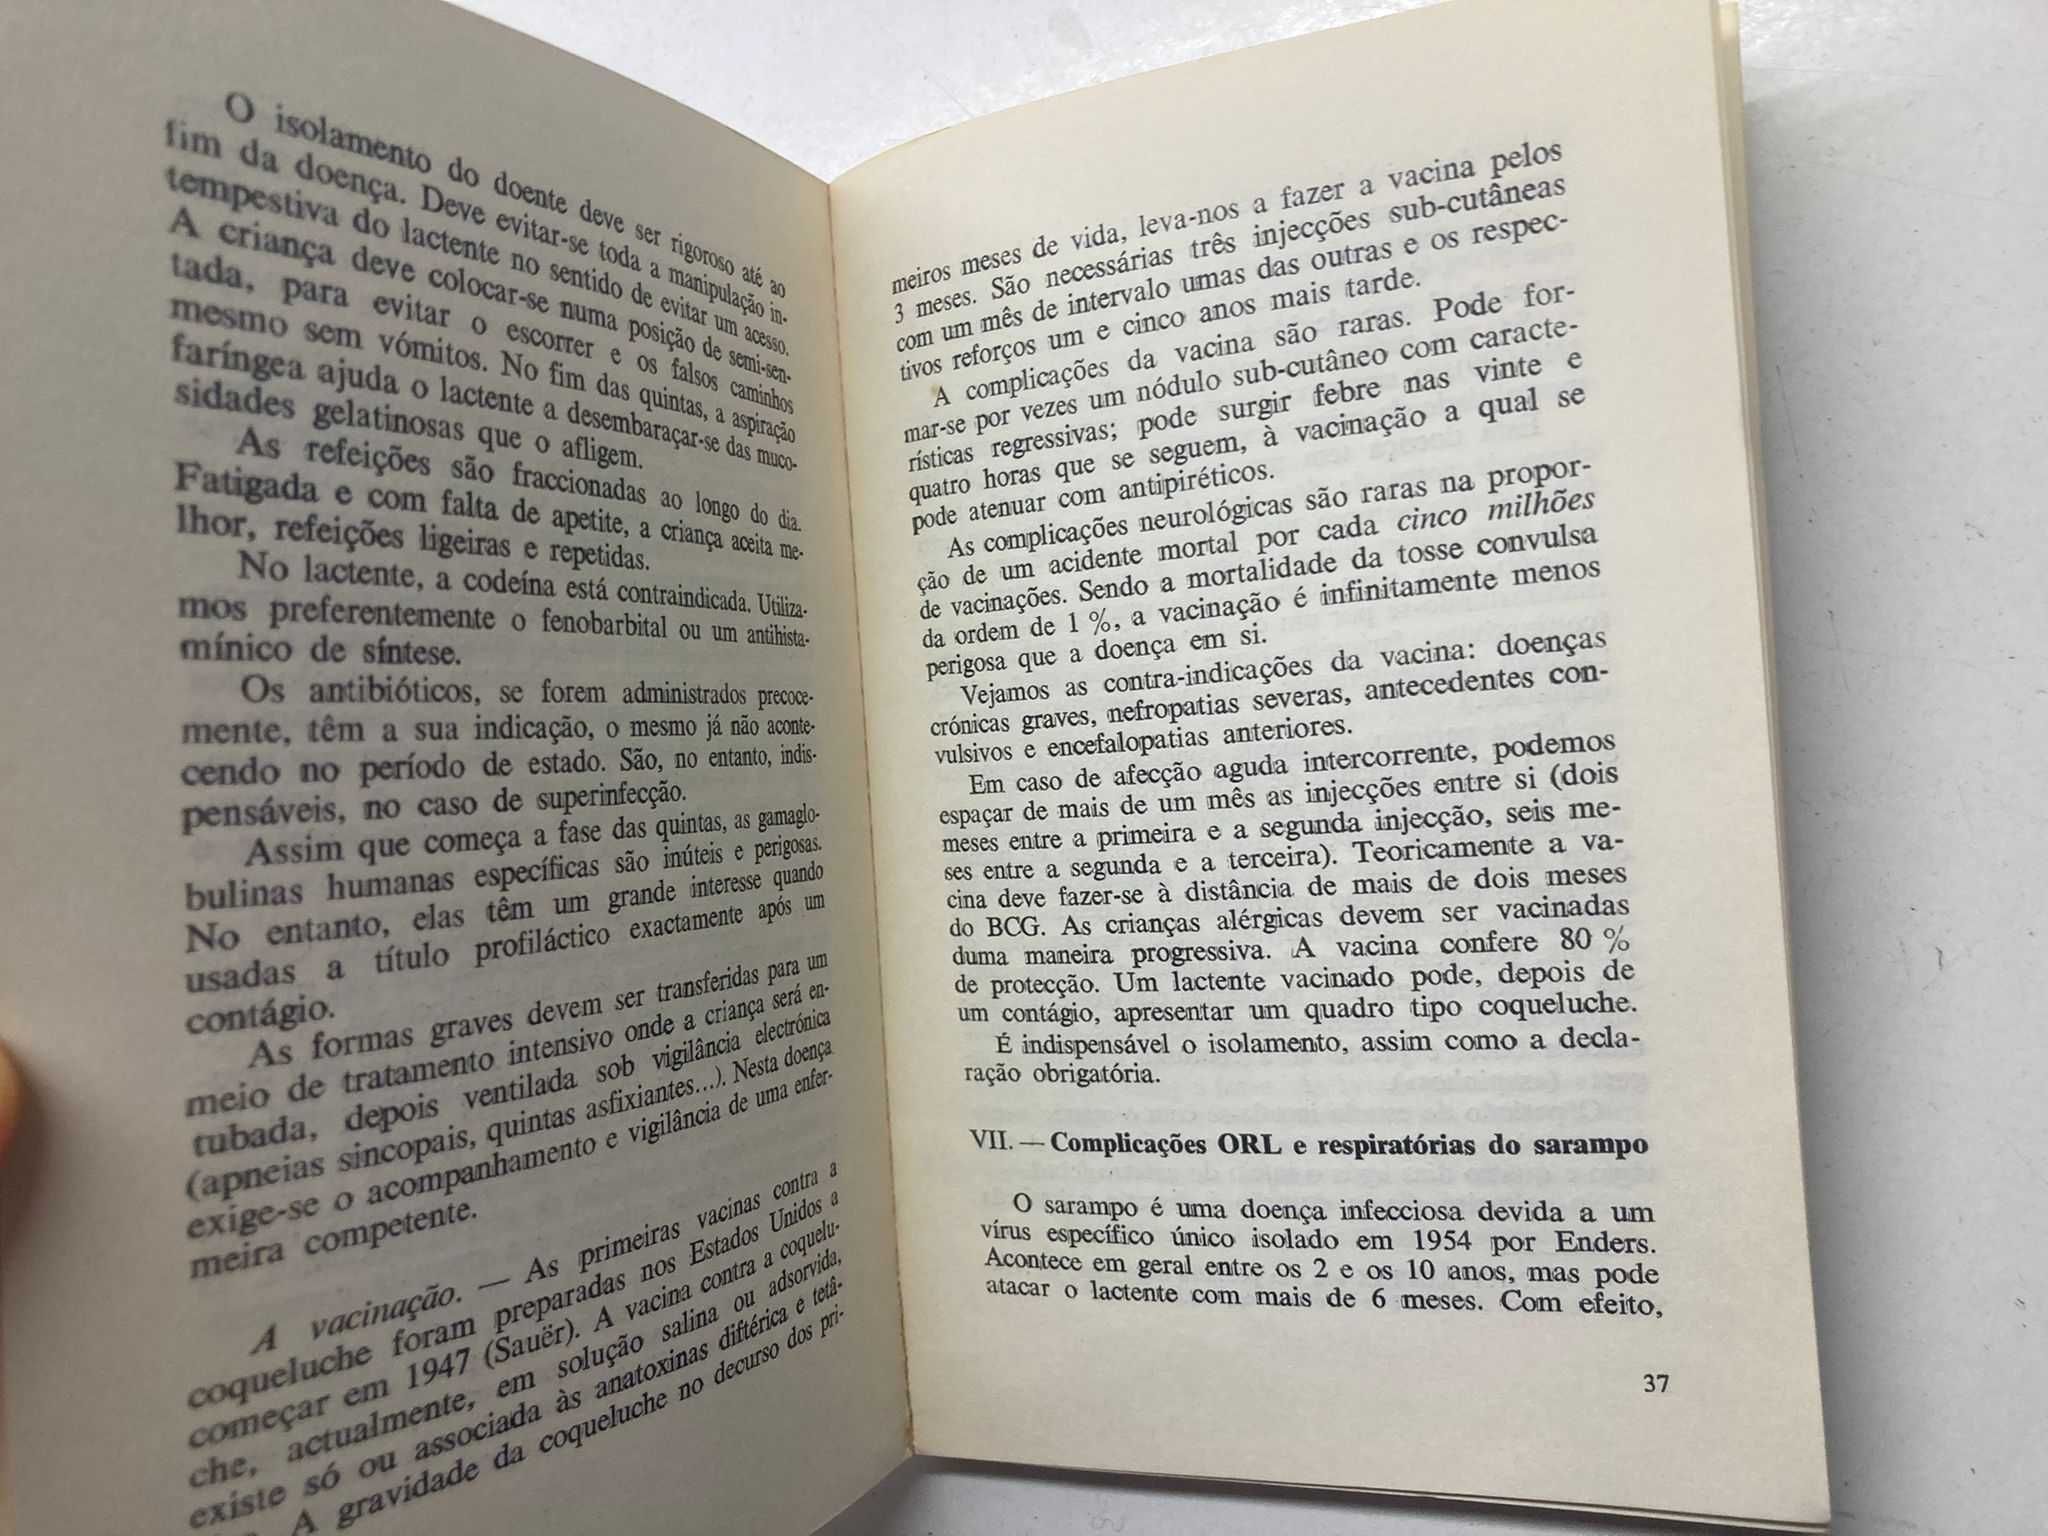 O isolamento do doente deve ser rigoroso até ao
fim da doença. Deve evitar-se toda a manipulação in-
tempestiva do lactente no sentido de evitar um acesso.
A criança deve colocar-se numa posição de semi-sen-
tada, para evitar o escorrer e os falsos caminhos
mesmo sem vómitos. No fim das quintas, a aspiração
faríngea ajuda o lactente a desembaraçar-se das muco-
sidades gelatinosas que o afligem.
As refeições são fraccionadas ao longo do dia.
Fatigada e com falta de apetite, a criança aceita me-
lhor, refeições ligeiras e repetidas.
No lactente, a codeína está contraindicada. Utiliza-
mos preferentemente o fenobarbital ou um antihista-
mínico de síntese.
Os antibióticos, se forem administrados precoce-
mente, têm a sua indicação, o mesmo já não aconte-
cendo no período de estado. São, no entanto, indis-
pensáveis, no caso de superinfecção.
Assim que começa a fase das quintas, as gamaglo-
bulinas humanas específicas são inúteis e perigosas.
No entanto, elas têm um grande interesse quando
usadas a título profiláctico exactamente após um
contágio.
As formas graves devem ser transferidas para um
meio de tratamento intensivo onde a criança será en-
tubada, depois ventilada sob vigilância electrónica
(apneias sincopais, quintas asfixiantes...). Nesta doença
exige-se o acompanhamento e vigilância de uma enfer-
meira competente.
A vacinação. — As primeiras vacinas contra a
coqueluche foram preparadas nos Estados Unidos a
começar em 1947 (Sauër). A vacina contra a coquelu-
che, actualmente, em solução salina ou adsorvida,
existe só ou associada às anatoxinas diftérica e tetâ-
A gravidade da coqueluche no decurso dos pri-
meiros meses de vida, leva-nos a fazer a vacina pelos
3 meses. São necessárias três injecções sub-cutâneas
com um mês de intervalo umas das outras e os respec-
tivos reforços um e cinco anos mais tarde.
A complicações da vacina são raras. Pode for-
mar-se por vezes um nódulo sub-cutâneo com caracte-
rísticas regressivas; pode surgir febre nas vinte e
quatro horas que se seguem, à vacinação a qual se
pode atenuar com antipiréticos.
As complicações neurológicas são raras na propor-
ção de um acidente mortal por cada cinco milhões
de vacinações. Sendo a mortalidade da tosse convulsa
da ordem de 1 %, a vacinação é infinitamente menos
perigosa que a doença em si.
Vejamos as contra-indicações da vacina: doenças
crónicas graves, nefropatias severas, antecedentes con-
vulsivos e encefalopatias anteriores.
Em caso de afecção aguda intercorrente, podemos
espaçar de mais de um mês as injecções entre si (dois
meses entre a primeira e a segunda injecção, seis me-
ses entre a segunda e a terceira). Teoricamente a va-
cina deve fazer-se à distância de mais de dois meses
do BCG. As crianças alérgicas devem ser vacinadas
duma maneira progressiva. A vacina confere 80 %
de protecção. Um lactente vacinado pode, depois de
um contágio, apresentar um quadro tipo coqueluche.
É indispensável o isolamento, assim como a decla-
ração obrigatória.
VII. — Complicações ORL e respiratórias do sarampo
O sarampo é uma doença infecciosa devida a um
vírus específico único isolado em 1954 por Enders.
Acontece em geral entre os 2 e os 10 anos, mas pode
atacar o lactente com mais de 6 meses. Com efeito,
37